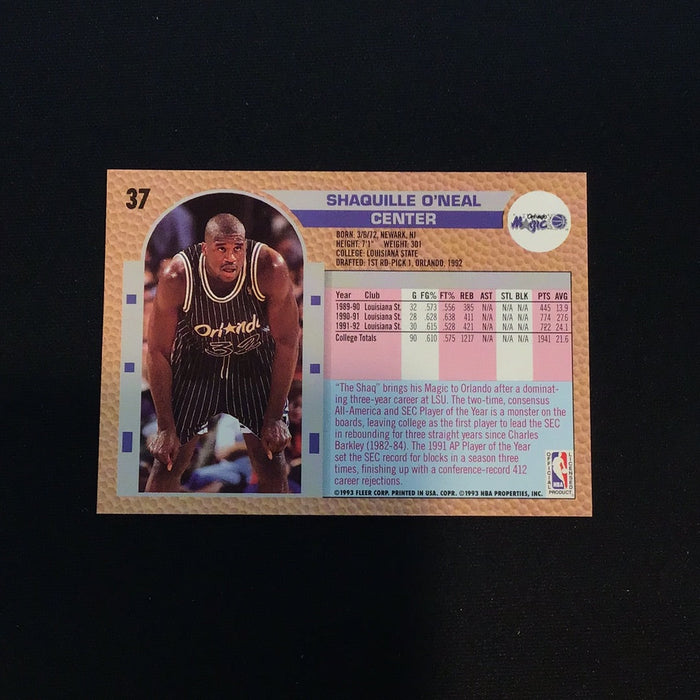 37
SHAQUILLE O'NEAL
CENTER
Orlando
Magic
BORN: 3/6/72, NEWARK, NJ
HEIGHT: 7'1" WEIGHT: 301
COLLEGE: LOUISIANA STATE
DRAFTED: 1ST RD-PICK 1, ORLANDO, 1992
Orlando
32
Year Club G FG% FT% REB AST STL BLK PTS AVG
1989-90 Louisiana St. 32 .573 .556 385 N/A N/A N/A 445 13.9
1990-91 Louisiana St. 28 .628 .638 411 N/A N/A N/A 774 27.6
1991-92 Louisiana St. 30 .615 .528 421 N/A N/A N/A 722 24.1
College Totals 90 .610 .575 1217 N/A N/A N/A 1941 21.6
"The Shaq" brings his Magic to Orlando after a dominat-
ing three-year career at LSU. The two-time, consensus
All-America and SEC Player of the Year is a monster on the
boards, leaving college as the first player to lead the SEC
in rebounding for three straight years since Charles
Barkley (1982-84). The 1991 AP Player of the Year
set the SEC record for blocks in a season three
times, finishing up with a conference-record 412
career rejections.
OFFICIAL LICENSED
NBA
PRODUCT
©1993 FLEER CORP. PRINTED IN USA. COPR. ©1993 NBA PROPERTIES, INC.